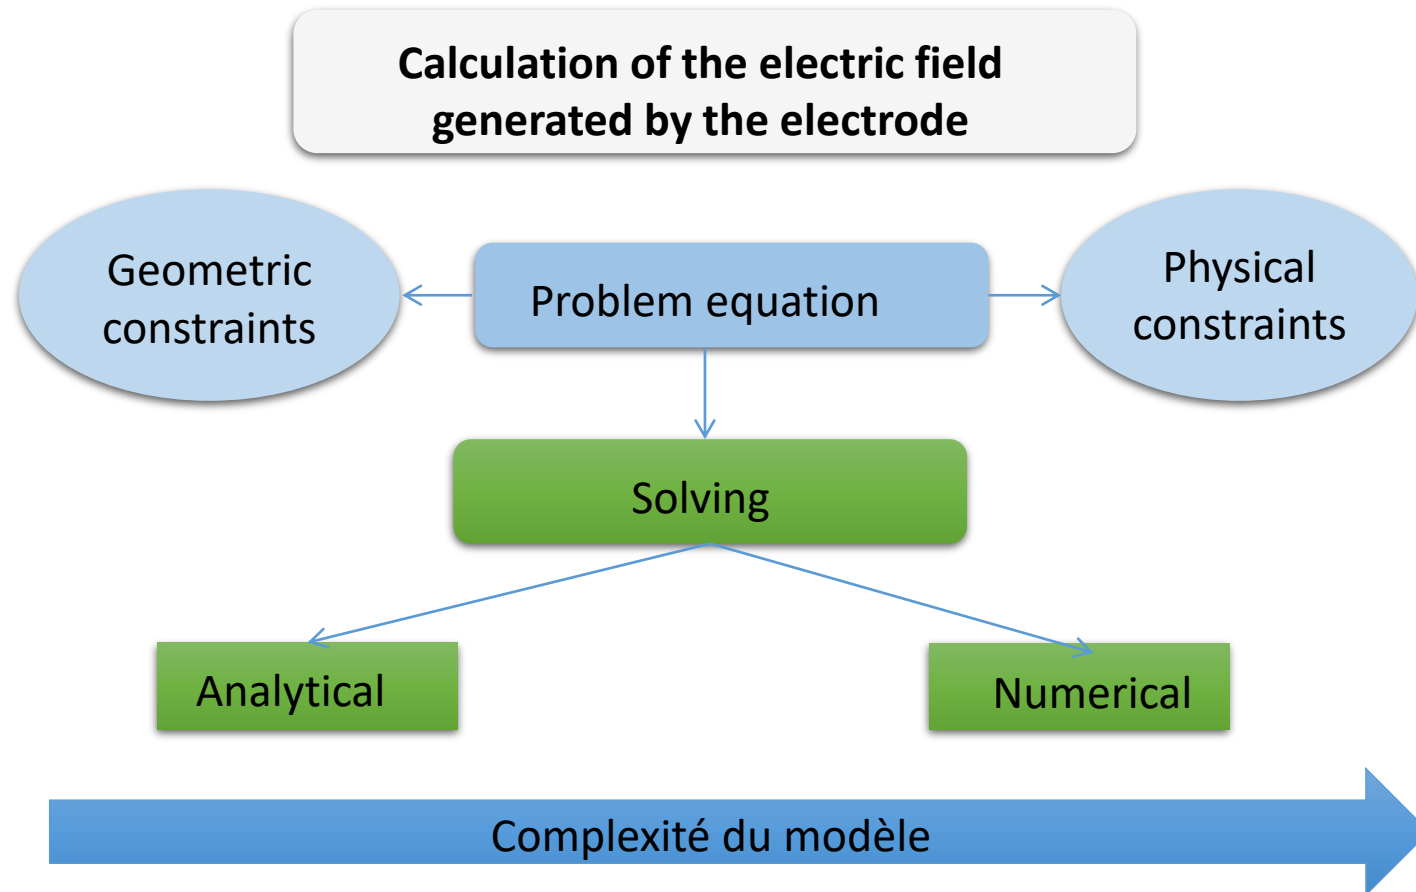 Calculation of the electric field
generated by the electrode
Geometric
constraints
Problem equation
Physical
constraints
Solving
Analytical
Numerical
Complexité du modèle